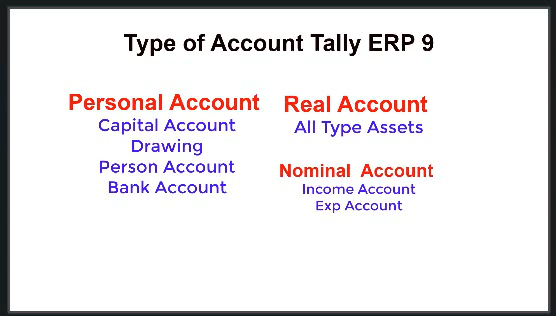 Type of Account Tally ERP 9
Personal Account
Capital Account
Drawing
Person Account
Bank Account
Real Account
All Type Assets
Nominal Account
Income Account
Exp Account